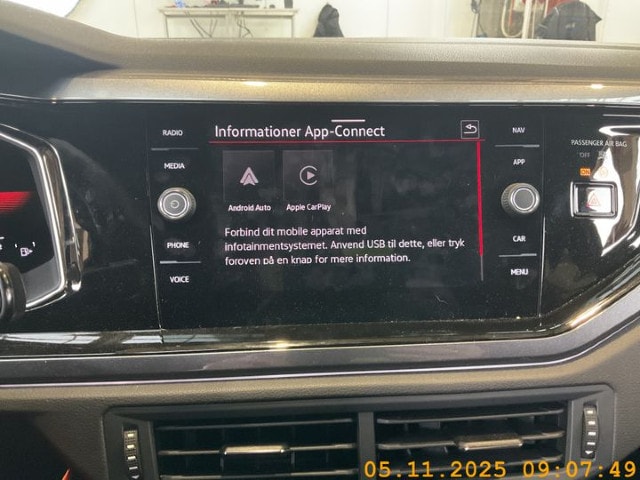 RADIO
MEDIA
PHONE
VOICE
Informationer App-Connect
Android Auto
Apple CarPlay
Forbind dit mobile apparat med
infotainmentsystemet. Anvend USB til dette, eller tryk
foroven på en knap for mere information.
NAV
APP
CAR
MENU
PASSENGER AIR BAG
OFF
05.11.2025 09:07:49